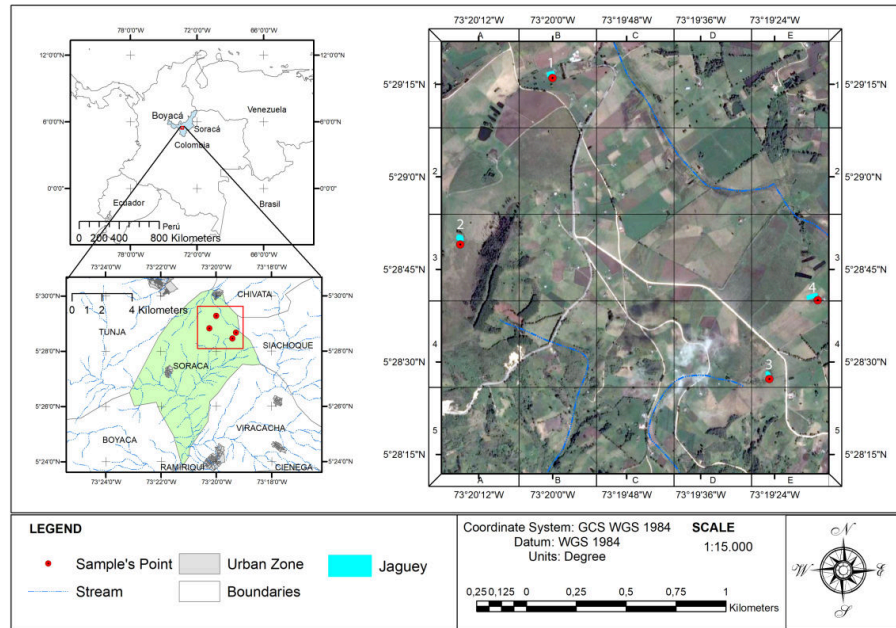 78°0'0"W 72°0'0"W 66°0'0"W
12°0'0"N
6°0'0"N
0°0'0"
12°0'0"N
6°0'0"N
0°0'0"
Boyacá
Venezuela
Soracá
Colombia
Ecuador
Brasil
Perú
0 200 400 800 Kilometers
78°0'0"W 72°0'0"W 66°0'0"W
73°24'0"W 73°22'0"W 73°20'0"W 73°18'0"W
5°30'0"N
5°28'0"N
5°26'0"N
5°24'0"N
5°30'0"N
5°28'0"N
5°26'0"N
5°24'0"N
0 1 2 4 Kilometers
CHIVATA
TUNJA
SIACHOQUE
SORACA
VIRACACHA
BOYACA
RAMIRIQUI
CIENEGA
73°24'0"W 73°22'0"W 73°20'0"W 73°18'0"W
73°20'12"W 73°20'0"W 73°19'48"W 73°19'36"W 73°19'24"W
A B C D E
1
2
3
4
5
5°29'15"N
5°29'0"N
5°28'45"N
5°28'30"N
5°28'15"N
1
2
4
3
1
2
3
4
5
5°29'15"N
5°29'0"N
5°28'45"N
5°28'30"N
5°28'15"N
A B C D E
73°20'12"W 73°20'0"W 73°19'48"W 73°19'36"W 73°19'24"W
LEGEND
Sample's Point
Urban Zone
Jaguey
Stream
Boundaries
Coordinate System: GCS WGS 1984
Datum: WGS 1984
Units: Degree
SCALE
1:15.000
0,25 0,125 0 0,25 0,5 0,75 1
Kilometers
N
W
E
S